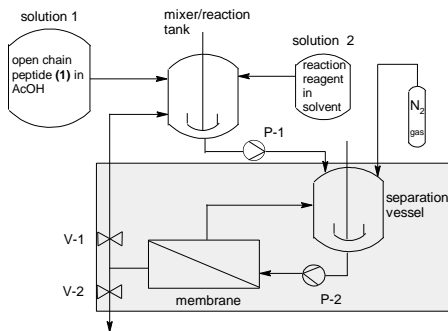 solution 1
mixer/reaction
tank
solution 2
open chain
peptide (1) in
AcOH
reaction
reagent
in
solvent
N2
gas
P-1
separation
vessel
V-1
V-2
membrane
P-2